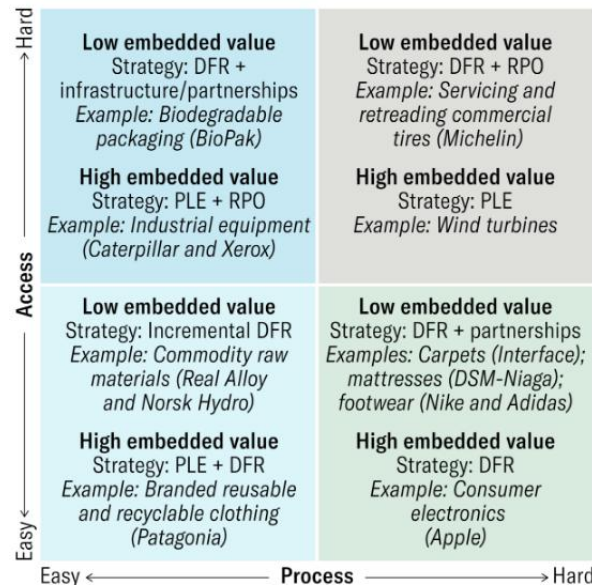 Low embedded value
Strategy: DFR +
infrastructure/partnerships
Example: Biodegradable
packaging (BioPak)
High embedded value
Strategy: PLE + RPO
Example: Industrial equipment
(Caterpillar and Xerox)
Low embedded value
Strategy: DFR + RPO
Example: Servicing and
retreading commercial
tires (Michelin)
High embedded value
Strategy: PLE
Example: Wind turbines
Low embedded value
Strategy: Incremental DFR
Example: Commodity raw
materials (Real Alloy
and Norsk Hydro)
High embedded value
Strategy: PLE + DFR
Example: Branded reusable
and recyclable clothing
(Patagonia)
Low embedded value
Strategy: DFR + partnerships
Examples: Carpets (Interface);
mattresses (DSM-Niaga);
footwear (Nike and Adidas)
High embedded value
Strategy: DFR
Example: Consumer
electronics
(Apple)
Easy Access Hard
Easy Process Hard